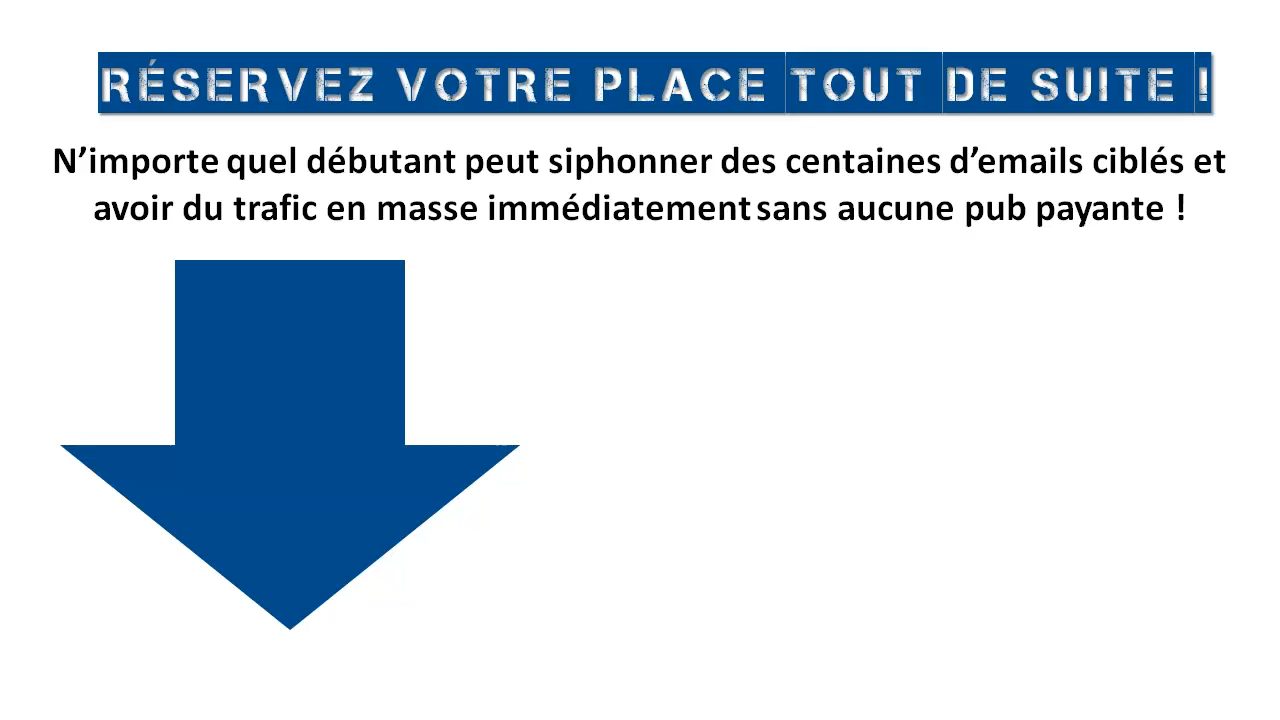 RÉSERVEZ VOTRE PLACE TOUT DE SUITE !
N’importe quel débutant peut siphonner des centaines d’emails ciblés et
avoir du trafic en masse immédiatement sans aucune pub payante !